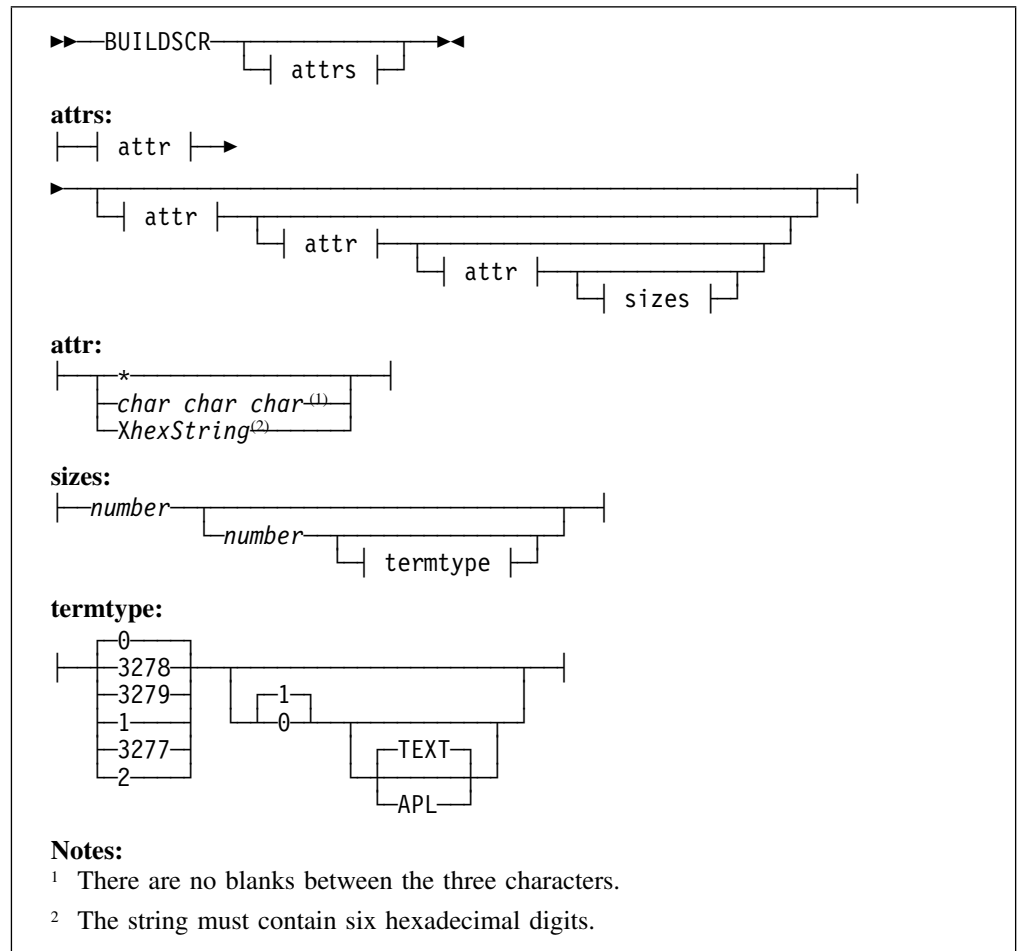 ►►──BUILDSCR──────────────►◄
attrs
attrs:
attr
attr
attr
attr
sizes
attr:
*
char char char (1)
XhexString (2)
sizes:
number
number
termtype
termtype:
0
3278
3279 1
1 0
3277 TEXT
2
APL
Notes:
1 There are no blanks between the three characters.
2 The string must contain six hexadecimal digits.